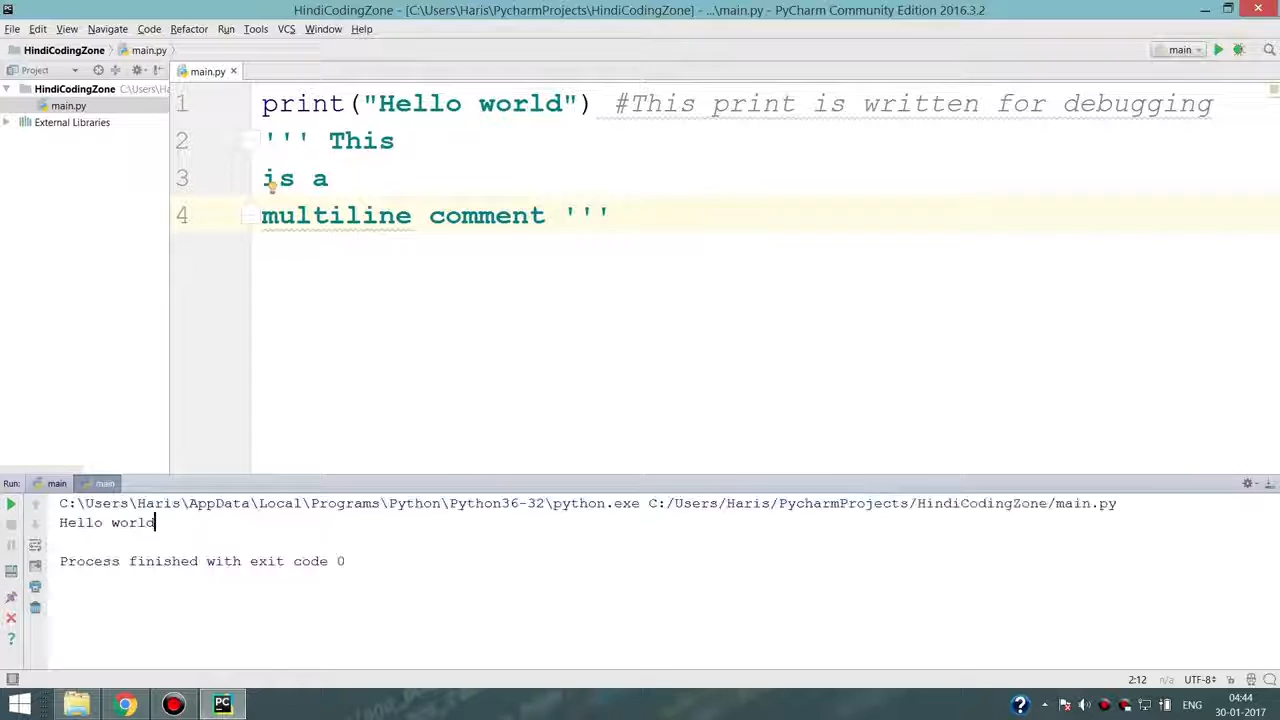 HindiCodingZone - [C:\Users\Haris\PycharmProjects\HindiCodingZone] - ...\main.py - PyCharm Community Edition 2016.3.2
File Edit View Navigate Code Refactor Run Tools VCS Window Help
HindiCodingZone main.py main
Project main.py
HindiCodingZone C:\Users\Ha
main.py
External Libraries
1 print("Hello world") #This print is written for debugging
2 ''' This
3 is a
4 multiline comment '''
Run: main main
C:\Users\Haris\AppData\Local\Programs\Python\Python36-32\python.exe C:/Users/Haris/PycharmProjects/HindiCodingZone/main.py
Hello world
Process finished with exit code 0
2:12 n/a UTF-8
PC ENG 04:44
30-01-2017